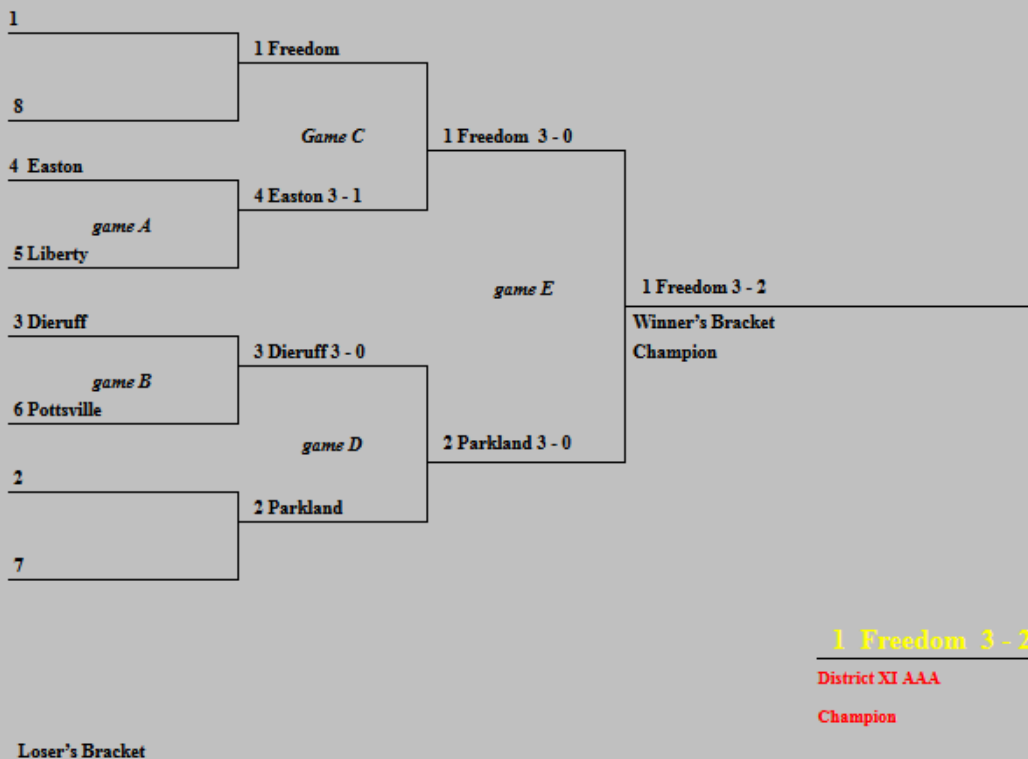 1
1 Freedom
8
Game C
1 Freedom 3 - 0
4 Easton
4 Easton 3 - 1
game A
5 Liberty
game E
1 Freedom 3 - 2
3 Dieruff
Winner's Bracket
Champion
3 Dieruff 3 - 0
game B
6 Pottsville
game D
2 Parkland 3 - 0
2
2 Parkland
7
1 Freedom 3 - 2
District XI AAA
Champion
Loser's Bracket